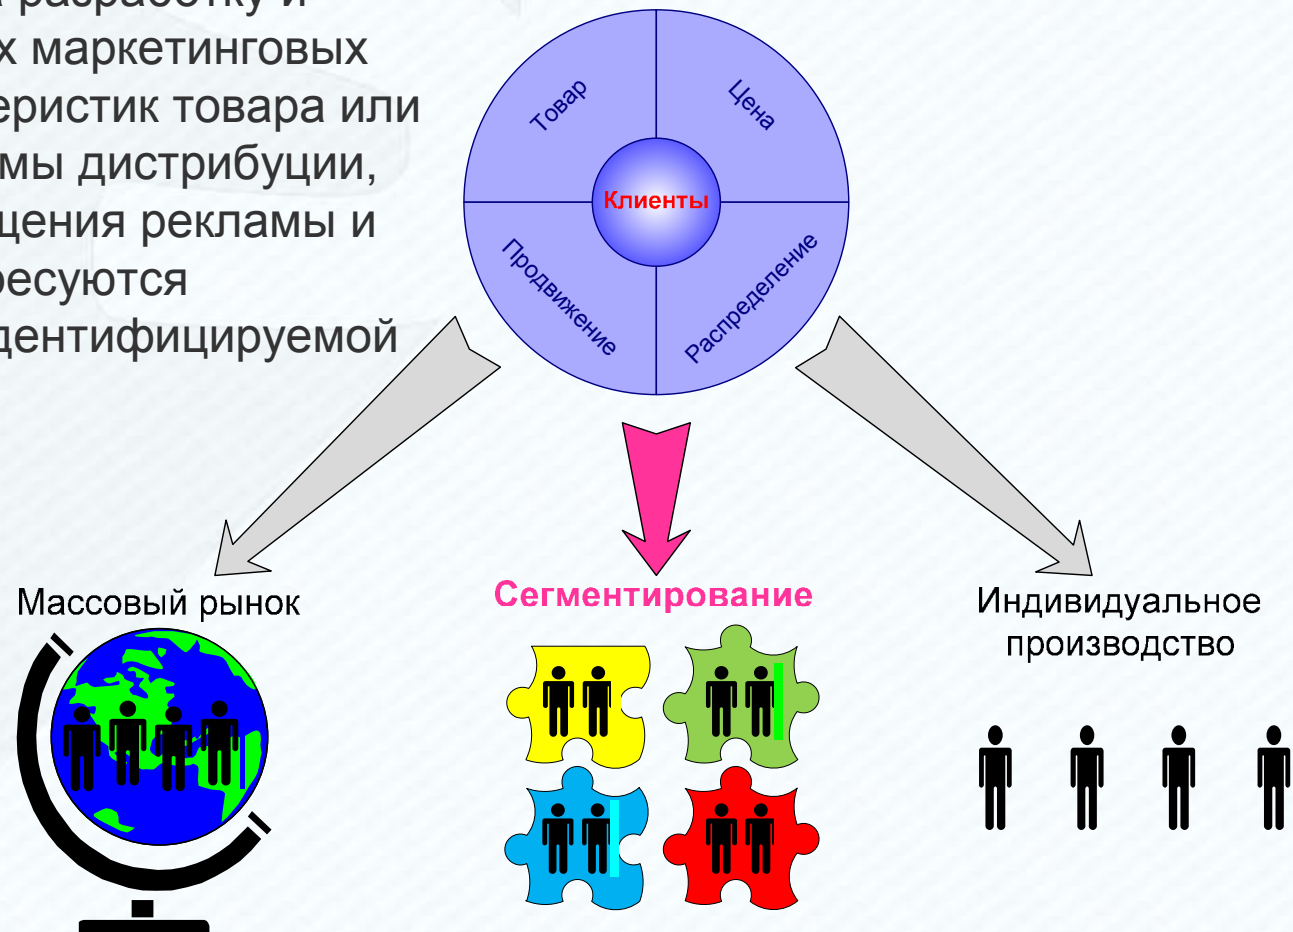 разработку и
х маркетинговых
еристик товара или
мы дистрибуции,
щения рекламы и
ресуются
дентифицируемой
Товар
Цена
Клиенты
Продвижение
Распределение
Массовый рынок
Сегментирование
Индивидуальное
производство